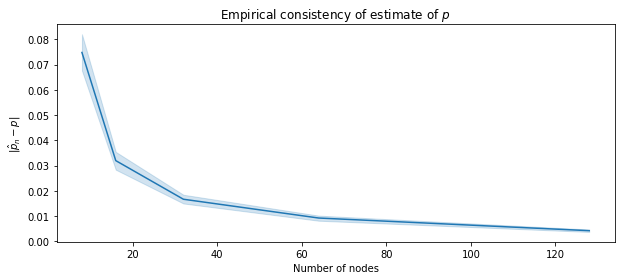 Empirical consistency of estimate of p
|p̂ₙ − p|
0.08
0.07
0.06
0.05
0.04
0.03
0.02
0.01
0.00
20 40 60 80 100 120
Number of nodes